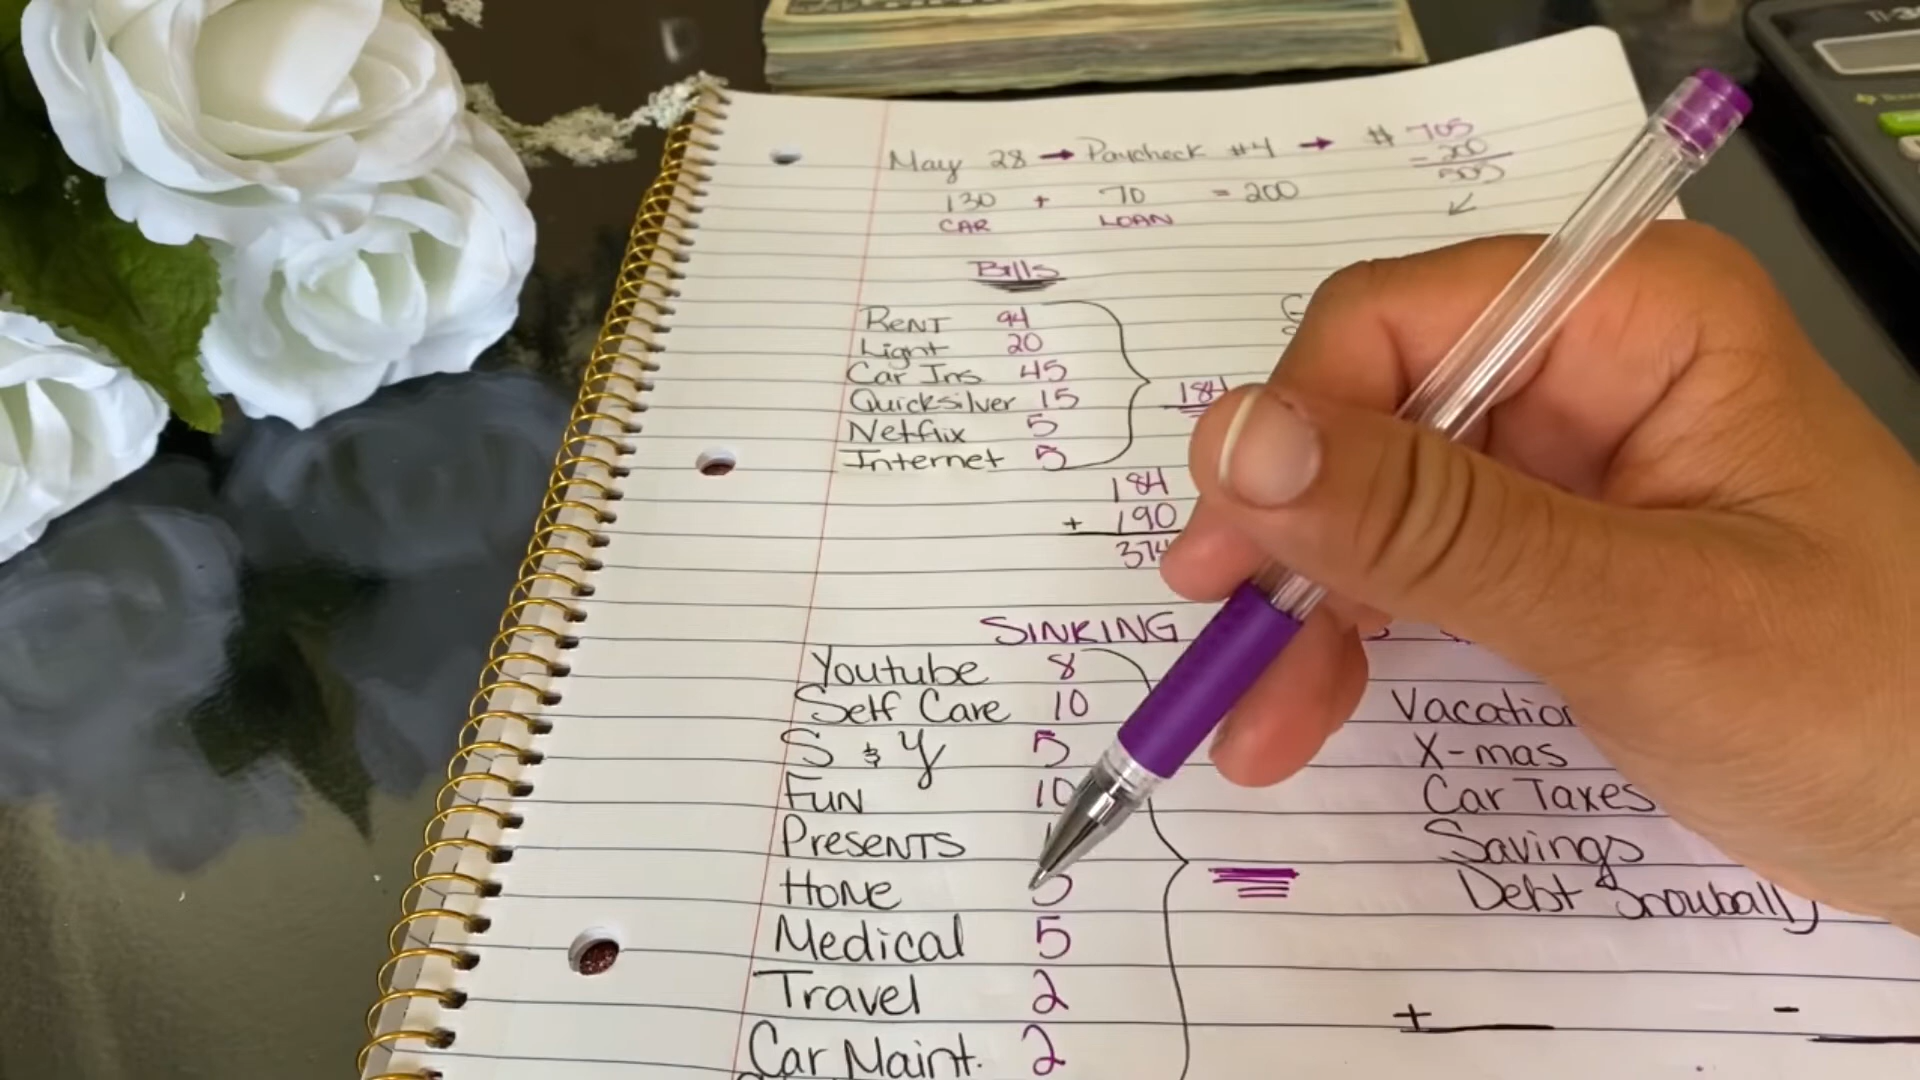 May 28 → Paycheck #4 → # 705
- 200
505
130 + 70 = 200
CAR LOAN
Bills
RENT 94
Light 20
Car Ins 45
Quicksilver 15
Netflix 5
Internet 5
184
184
+ 190
374
SINKING
Youtube 8
Self Care 10
S & Y 5
FUN 10
PRESENTS
HOME 5
Medical 5
Travel 2
Car Maint. 2
Vacation
X-mas
Car Taxes
Savings
Debt Snowball
+ -